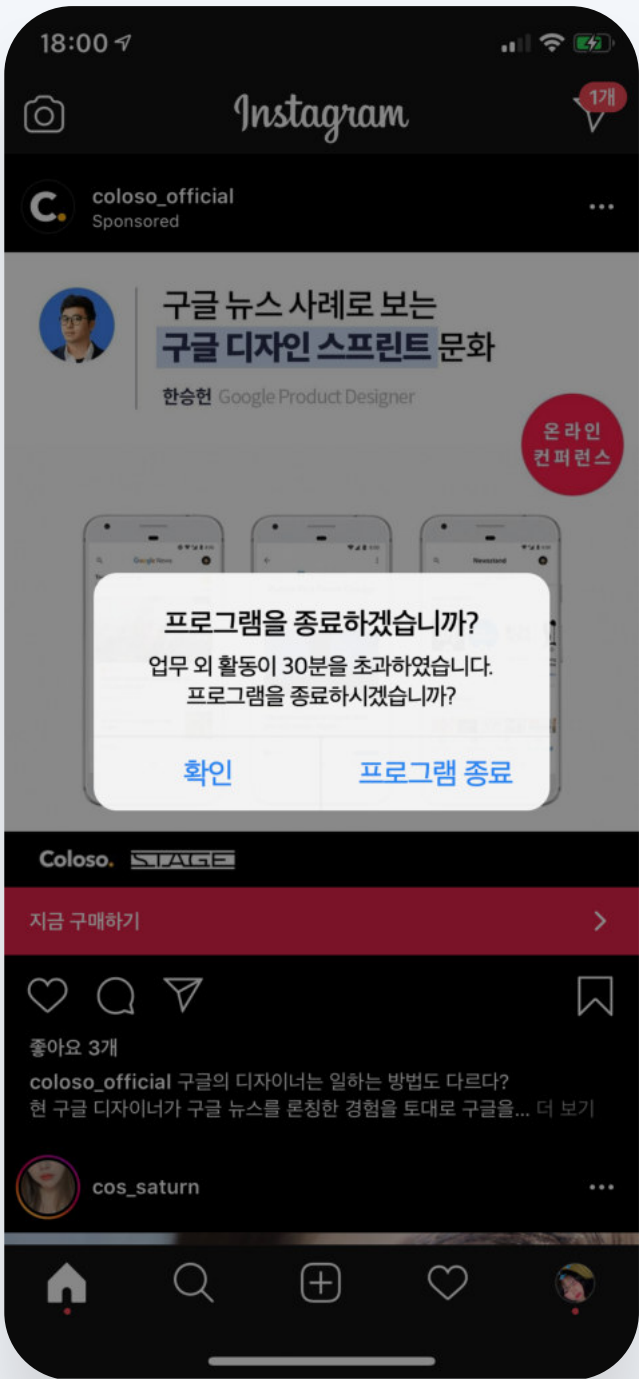 18:00
Instagram
1개
coloso_official
Sponsored
구글 뉴스 사례로 보는
구글 디자인 스프린트 문화
한승헌 Google Product Designer
온라인
컨퍼런스
Google News
Newsstand
프로그램을 종료하겠습니까?
업무 외 활동이 30분을 초과하였습니다.
프로그램을 종료하시겠습니까?
확인
프로그램 종료
Coloso. STAGE
지금 구매하기
좋아요 3개
coloso_official 구글의 디자이너는 일하는 방법도 다르다?
현 구글 디자이너가 구글 뉴스를 론칭한 경험을 토대로 구글을... 더 보기
cos_saturn